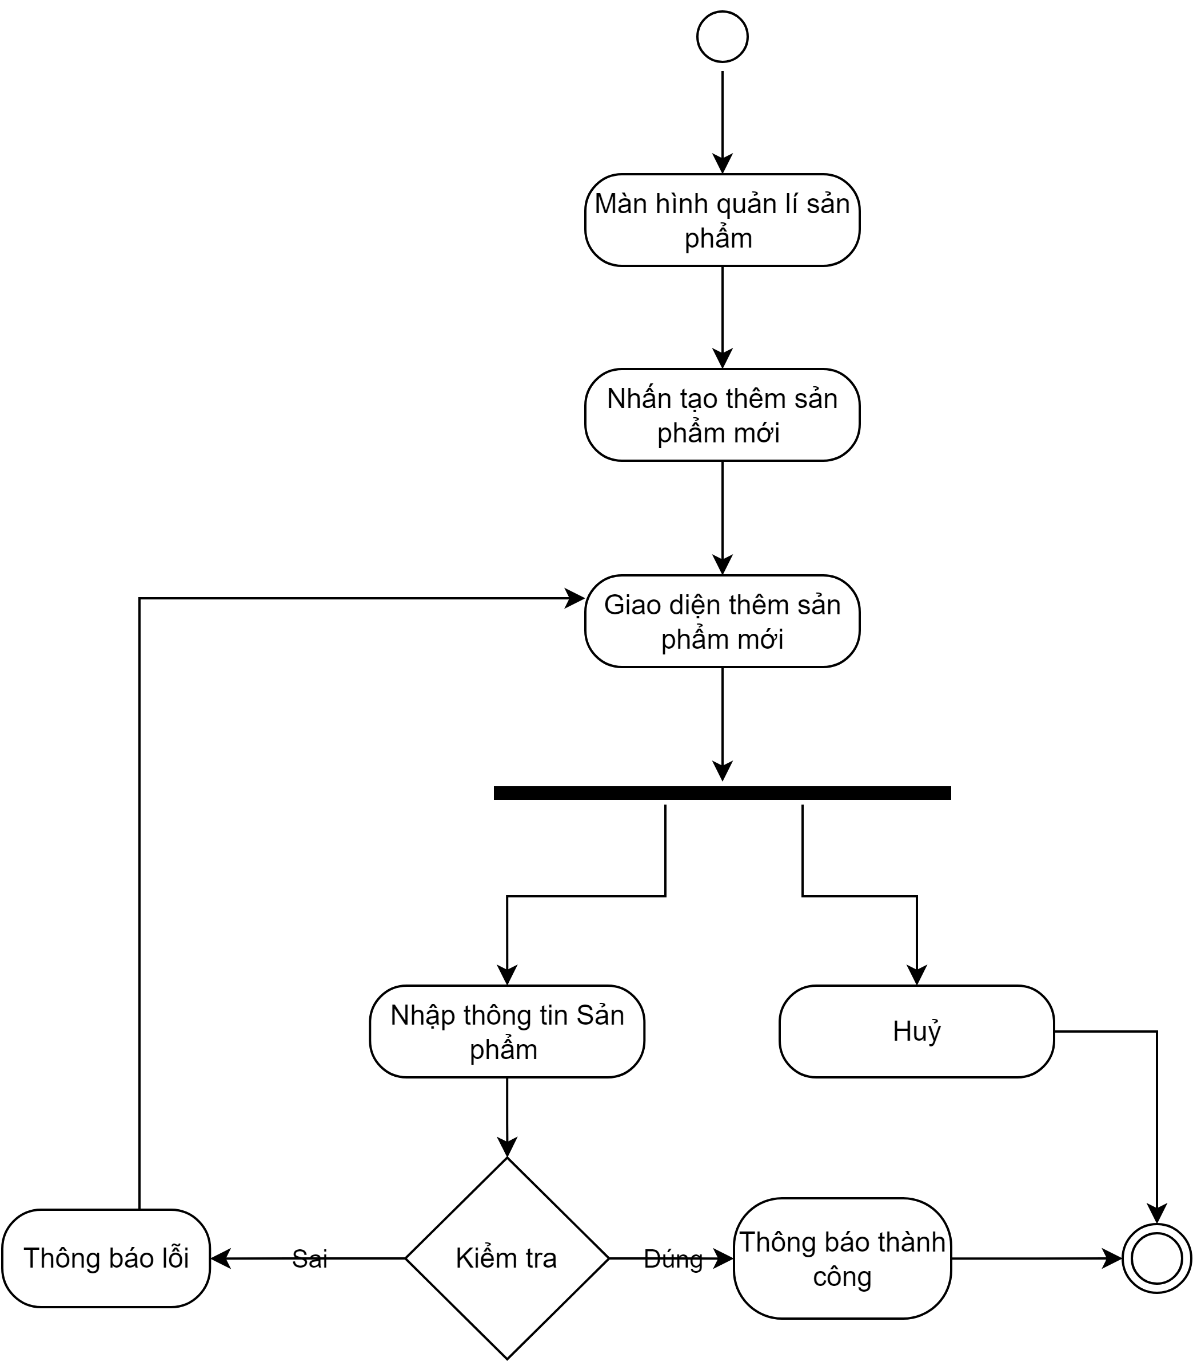 Màn hình quản lí sản
phẩm
Nhấn tạo thêm sản
phẩm mới
Giao diện thêm sản
phẩm mới
Nhập thông tin Sản
phẩm
Huỷ
Thông báo lỗi
Sai
Kiểm tra
Đúng
Thông báo thành
công